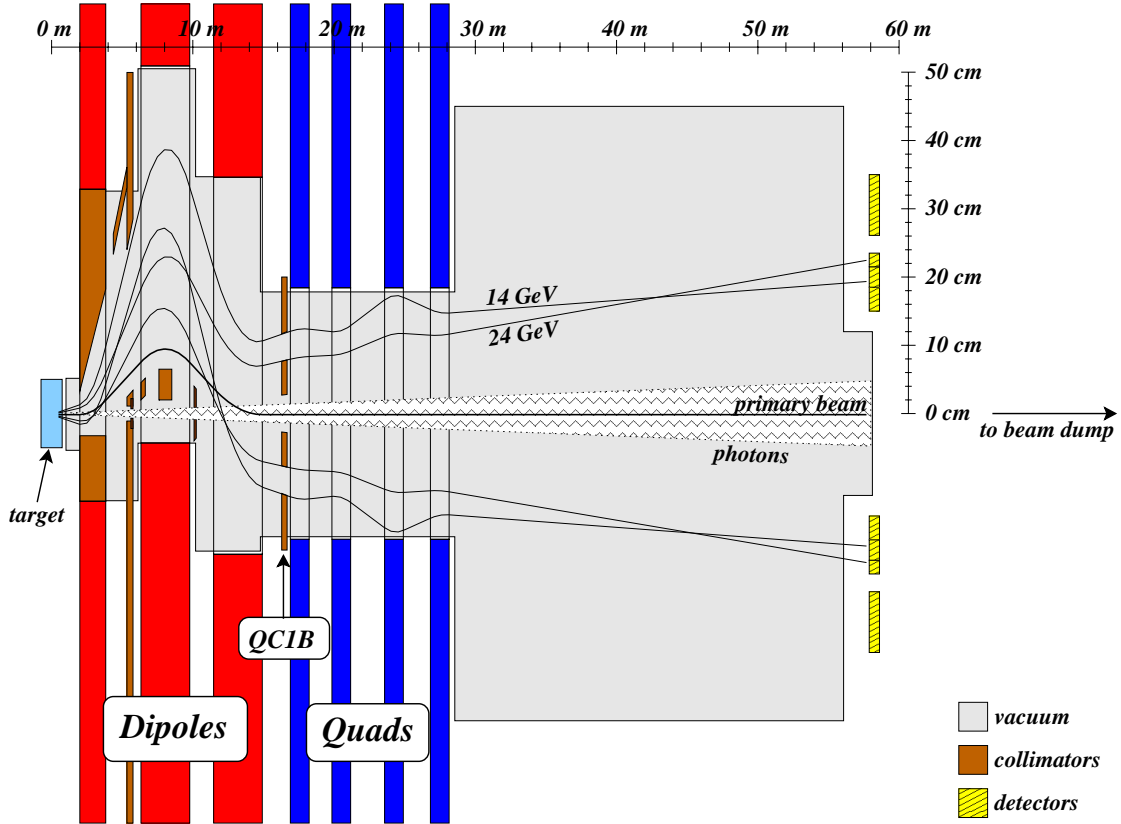 0 m 10 m 20 m 30 m 40 m 50 m 60 m
50 cm
40 cm
30 cm
20 cm
14 GeV
24 GeV
10 cm
primary beam
0 cm
to beam dump
photons
target
QC1B
Dipoles
Quads
vacuum
collimators
detectors